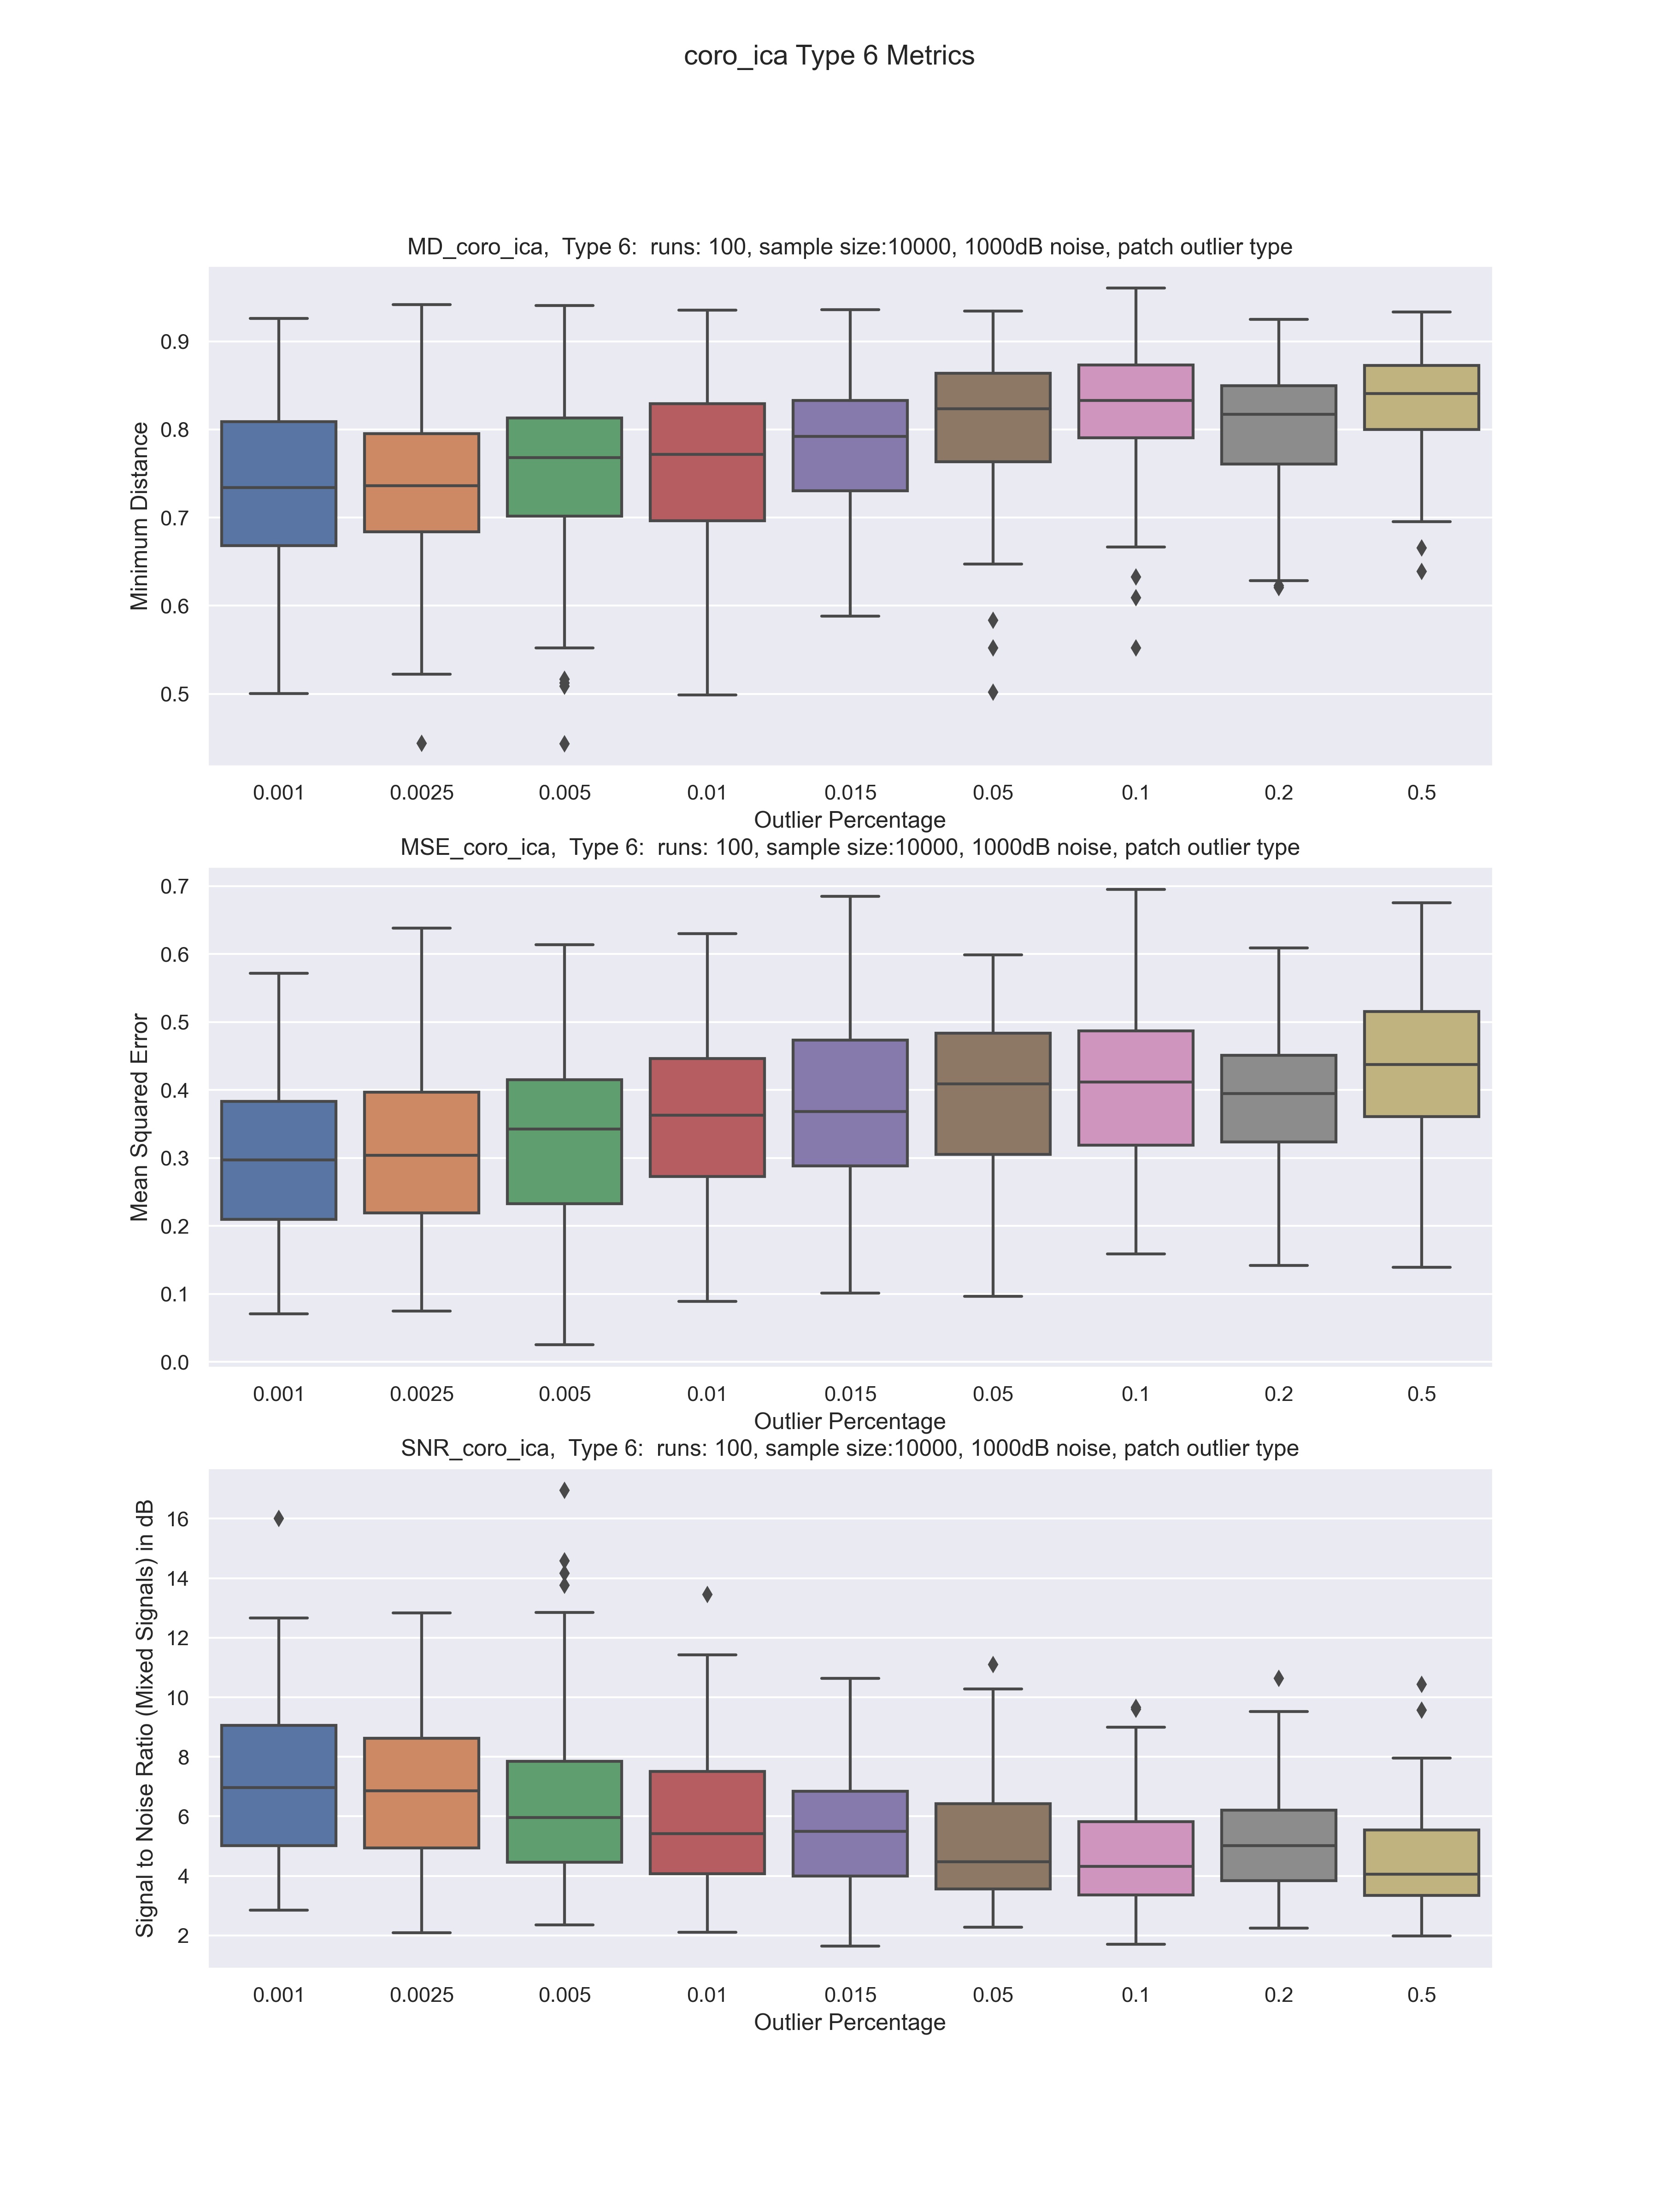 coro_ica Type 6 Metrics
MD_coro_ica,  Type 6:  runs: 100, sample size:10000, 1000dB noise, patch outlier type
Minimum Distance
0.9
0.8
0.7
0.6
0.5
0.001 0.0025 0.005 0.01 0.015 0.05 0.1 0.2 0.5
Outlier Percentage
MSE_coro_ica,  Type 6:  runs: 100, sample size:10000, 1000dB noise, patch outlier type
Mean Squared Error
0.7
0.6
0.5
0.4
0.3
0.2
0.1
0.0
0.001 0.0025 0.005 0.01 0.015 0.05 0.1 0.2 0.5
Outlier Percentage
SNR_coro_ica,  Type 6:  runs: 100, sample size:10000, 1000dB noise, patch outlier type
Signal to Noise Ratio (Mixed Signals) in dB
16
14
12
10
8
6
4
2
0.001 0.0025 0.005 0.01 0.015 0.05 0.1 0.2 0.5
Outlier Percentage